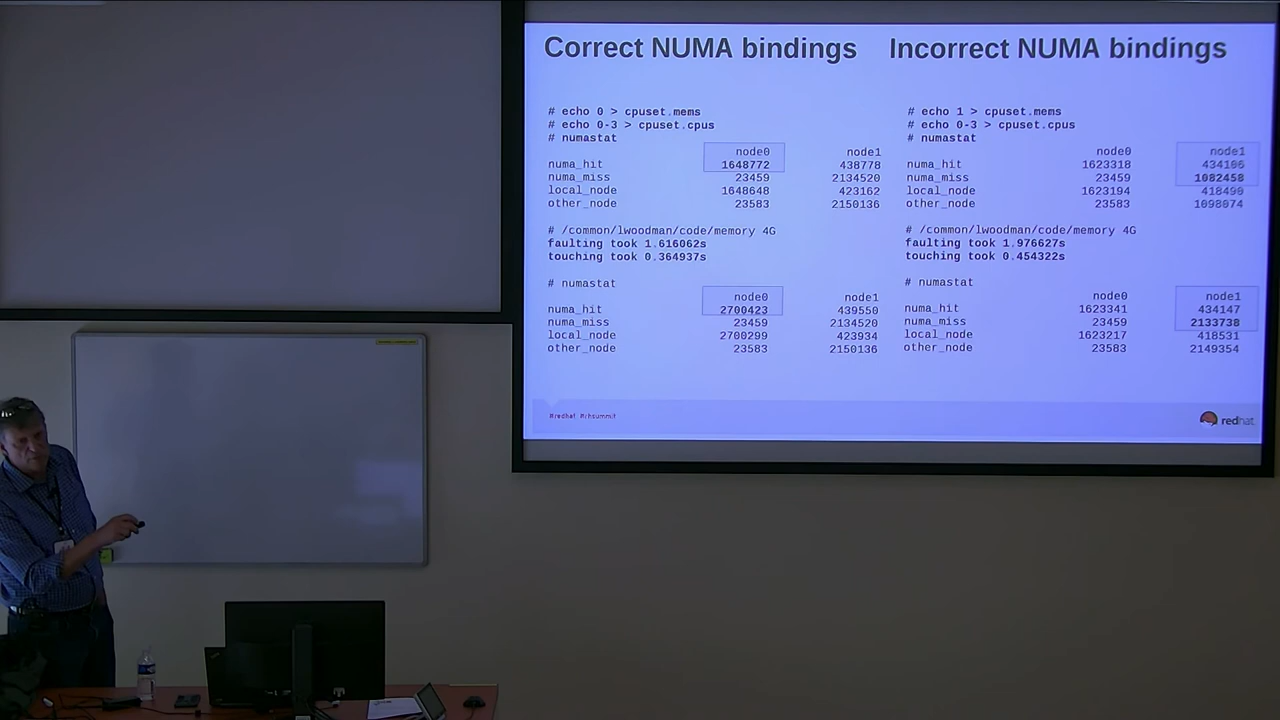 Correct NUMA bindings
# echo 0 > cpuset.mems
# echo 0-3 > cpuset.cpus
# numastat
node0 node1
numa_hit 1648772 438778
numa_miss 23459 2134520
local_node 1648648 423162
other_node 23583 2150136
# /common/lwoodman/code/memory 4G
faulting took 1.616062s
touching took 0.364937s
# numastat
node0 node1
numa_hit 2700423 439550
numa_miss 23459 2134520
local_node 2700299 423934
other_node 23583 2150136
Incorrect NUMA bindings
# echo 1 > cpuset.mems
# echo 0-3 > cpuset.cpus
# numastat
node0 node1
numa_hit 1623318 434106
numa_miss 23459 1082458
local_node 1623194 418490
other_node 23583 1098074
# /common/lwoodman/code/memory 4G
faulting took 1.976627s
touching took 0.454322s
# numastat
node0 node1
numa_hit 1623341 434147
numa_miss 23459 2133738
local_node 1623217 418531
other_node 23583 2149354
#redhat #rhsummit
redhat.